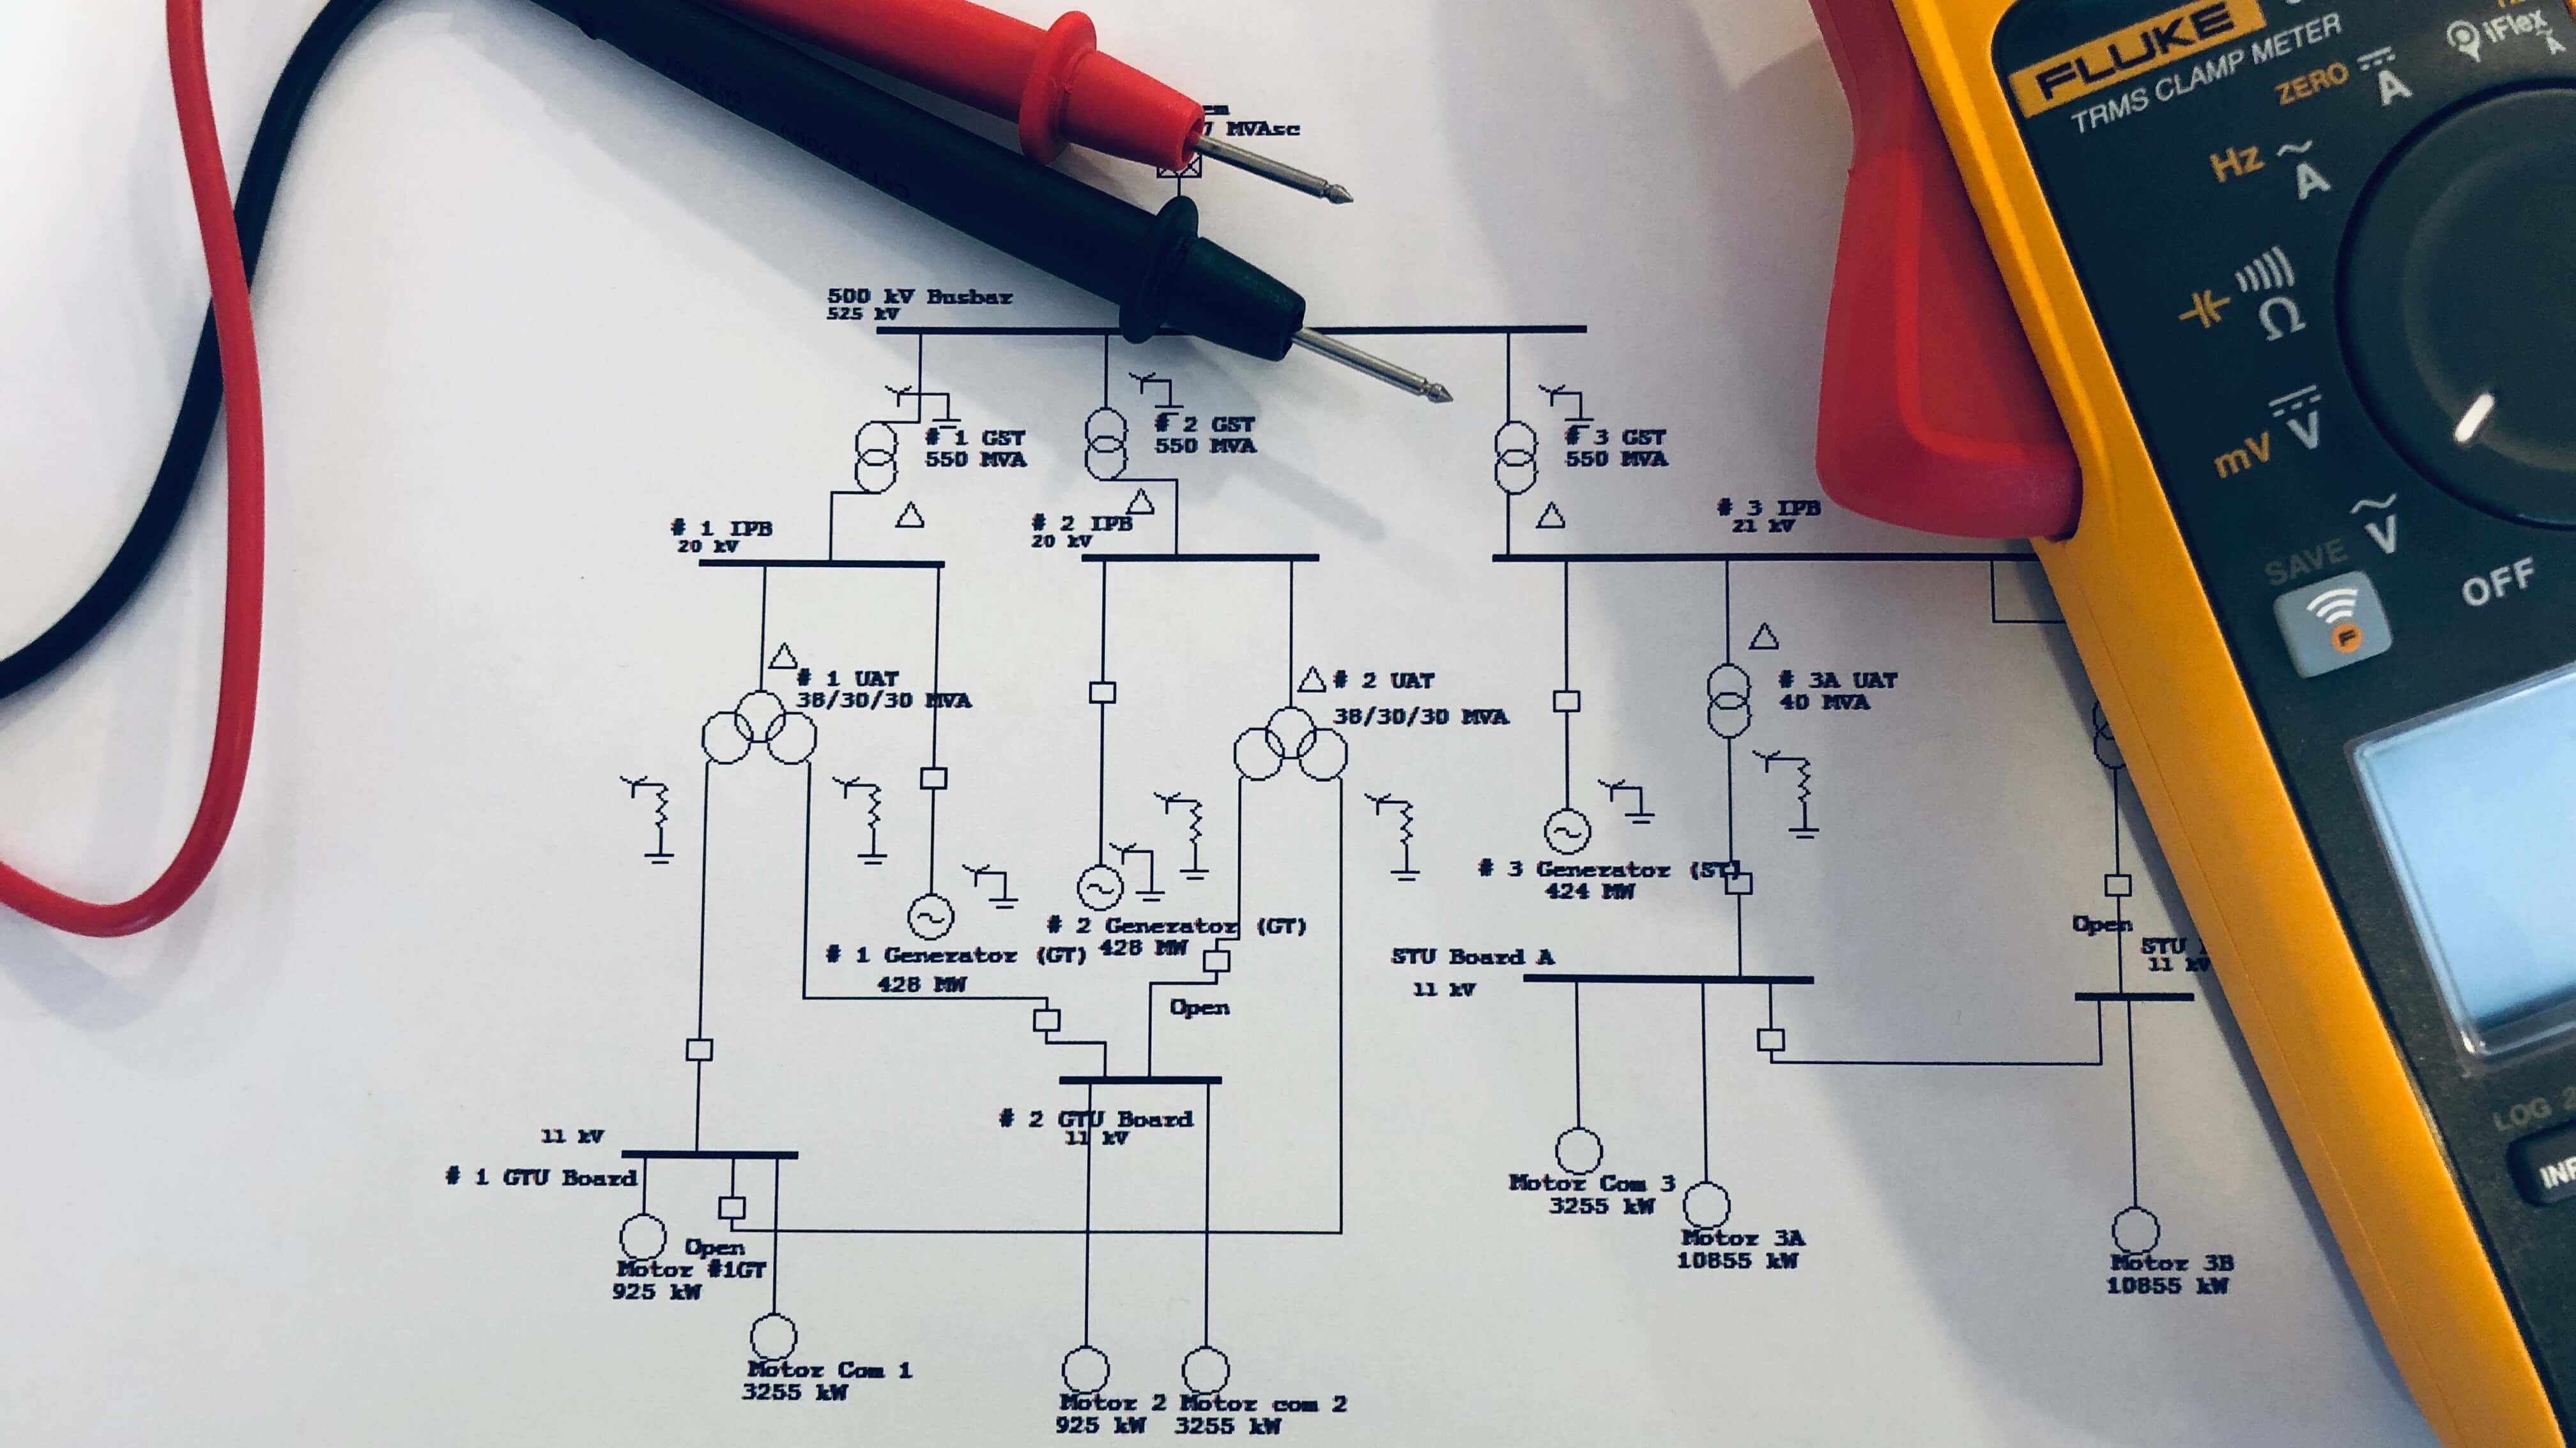 MVAsc
500 kV Busbar
525 kV
# 1 GST
550 MVA
# 2 GST
550 MVA
# 3 GST
550 MVA
# 1 IPB
20 kV
# 2 IPB
20 kV
# 3 IPB
21 kV
# 1 UAT
38/30/30 MVA
# 2 UAT
38/30/30 MVA
# 3A UAT
40 MVA
# 1 Generator (GT)
428 MW
# 2 Generator (GT)
428 MW
# 3 Generator (ST)
424 MW
Open
Open
STU Board A
11 kV
STU
11 kV
# 2 GTU Board
11 kV
11 kV
# 1 GTU Board
Open
Motor #1GT
925 kW
Motor Com 1
3255 kW
Motor 2
925 kW
Motor com 2
3255 kW
Motor Com 3
3255 kW
Motor 3A
10855 kW
Motor 3B
10855 kW
FLUKE
TRMS CLAMP METER
iFlex
ZERO A
Hz A
Ω
mV V
V
SAVE
OFF
F
LOG